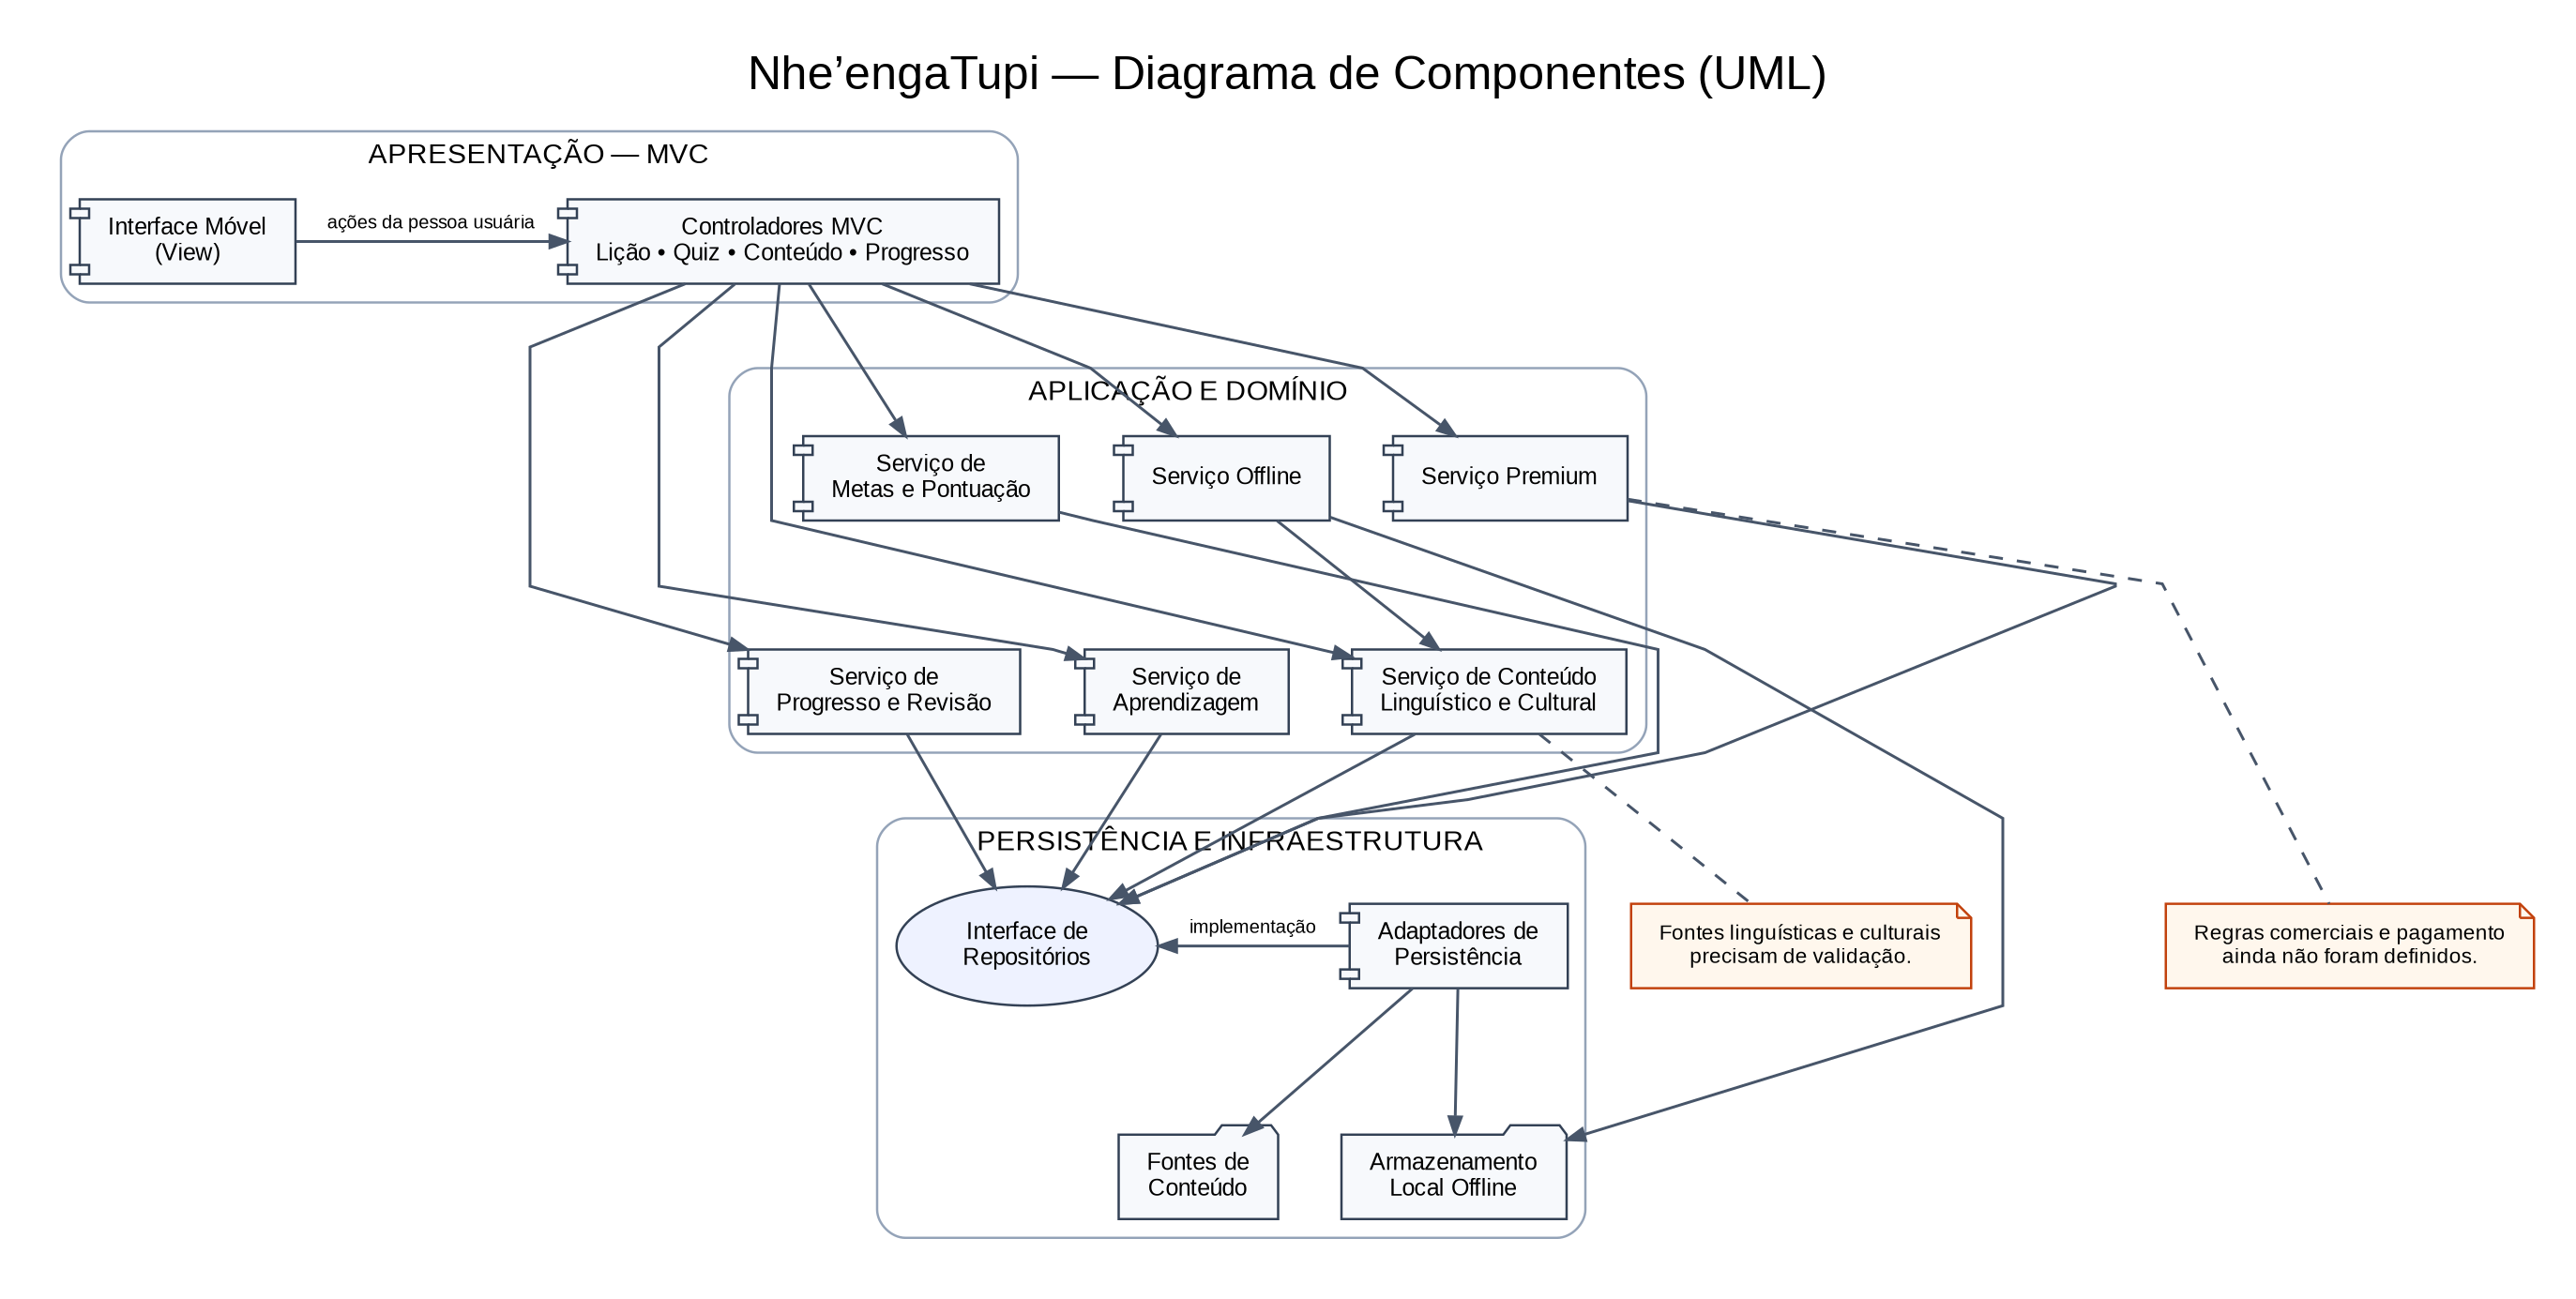 Nhe’engaTupi — Diagrama de Componentes (UML)
APRESENTAÇÃO — MVC
Interface Móvel
(View)
ações da pessoa usuária
Controladores MVC
Lição • Quiz • Conteúdo • Progresso
APLICAÇÃO E DOMÍNIO
Serviço de
Metas e Pontuação
Serviço Offline
Serviço Premium
Serviço de
Progresso e Revisão
Serviço de
Aprendizagem
Serviço de Conteúdo
Linguístico e Cultural
PERSISTÊNCIA E INFRAESTRUTURA
Interface de
Repositórios
implementação
Adaptadores de
Persistência
Fontes linguísticas e culturais
precisam de validação.
Regras comerciais e pagamento
ainda não foram definidos.
Fontes de
Conteúdo
Armazenamento
Local Offline